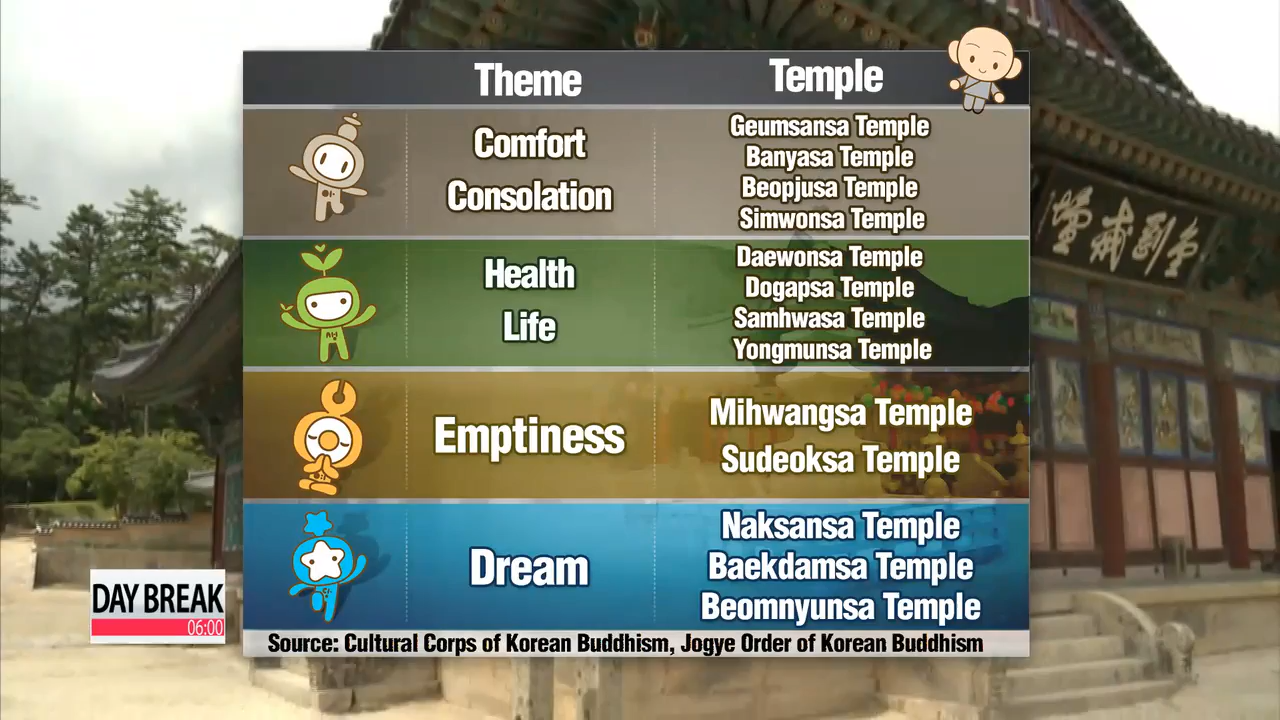 Theme
Temple
Comfort
Consolation
Geumsansa Temple
Banyasa Temple
Beopjusa Temple
Simwonsa Temple
생
Health
Life
Daewonsa Temple
Dogapsa Temple
Samhwasa Temple
Yongmunsa Temple
Emptiness
Mihwangsa Temple
Sudeoksa Temple
Dream
Naksansa Temple
Baekdamsa Temple
Beomnyunsa Temple
Source: Cultural Corps of Korean Buddhism, Jogye Order of Korean Buddhism
DAY BREAK
06:00